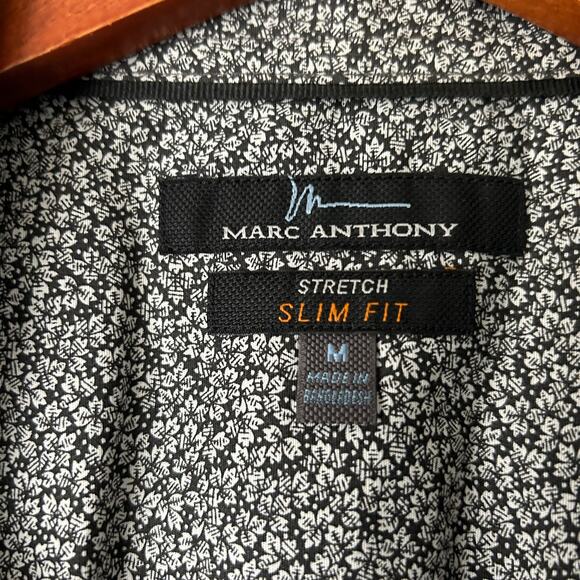 MARC ANTHONY
STRETCH
SLIM FIT
M
MADE IN
BANGLADESH